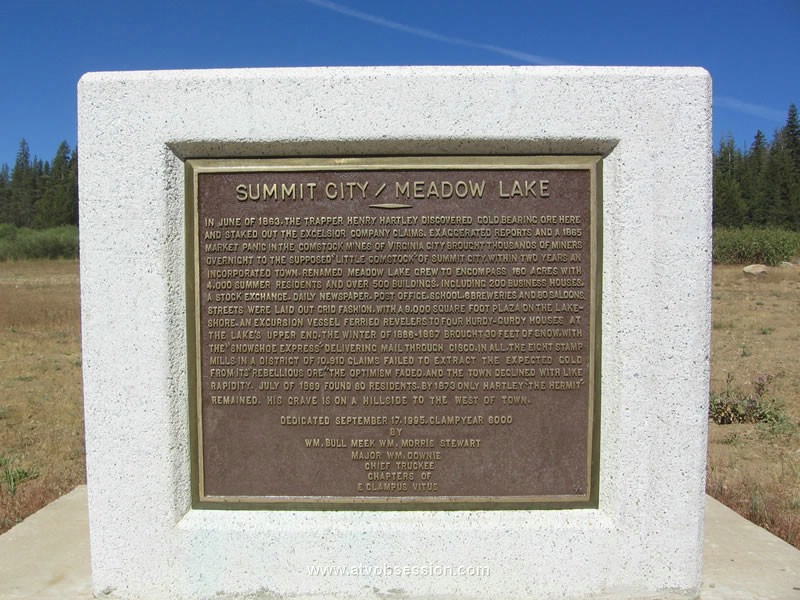 SUMMIT CITY / MEADOW LAKE
IN JUNE OF 1863, THE TRAPPER HENRY HARTLEY DISCOVERED GOLD BEARING ORE HERE
AND STAKED OUT THE EXCELSIOR COMPANY CLAIMS. EXAGGERATED REPORTS AND A 1865
MARKET PANIC IN THE COMSTOCK MINES OF VIRGINIA CITY BROUGHT THOUSANDS OF MINERS
OVERNIGHT TO THE SUPPOSED "LITTLE COMSTOCK" OF SUMMIT CITY. WITHIN TWO YEARS AN
INCORPORATED TOWN RENAMED MEADOW LAKE GREW TO ENCOMPASS 160 ACRES WITH
4,000 SUMMER RESIDENTS AND OVER 500 BUILDINGS, INCLUDING 200 BUSINESS HOUSES,
A STOCK EXCHANGE, DAILY NEWSPAPER, POST OFFICE, SCHOOL, 6 BREWERIES AND 80 SALOONS.
STREETS WERE LAID OUT GRID FASHION, WITH A 9,000 SQUARE FOOT PLAZA ON THE LAKE-
SHORE. AN EXCURSION VESSEL FERRIED REVELERS TO FOUR HURDY-GURDY HOUSES AT
THE LAKE'S UPPER END. THE WINTER OF 1866-1867 BROUGHT 30 FEET OF SNOW, WITH
THE "SNOWSHOE EXPRESS" DELIVERING MAIL THROUGH CISCO. IN ALL, THE EIGHT STAMP
MILLS IN A DISTRICT OF 10,910 CLAIMS FAILED TO EXTRACT THE EXPECTED GOLD
FROM ITS "REBELLIOUS ORE" THE OPTIMISM FADED, AND THE TOWN DECLINED WITH LIKE
RAPIDITY. JULY OF 1869 FOUND 60 RESIDENTS. BY 1873 ONLY HARTLEY "THE HERMIT"
REMAINED. HIS GRAVE IS ON A HILLSIDE TO THE WEST OF TOWN.
DEDICATED SEPTEMBER 17, 1995, CLAMPYEAR 6000
BY
WM. BULL MEEK WM. MORRIS STEWART
MAJOR WM. DOWNIE
CHIEF TRUCKEE
CHAPTERS OF
E CLAMPUS VITUS
www.atvobsession.com